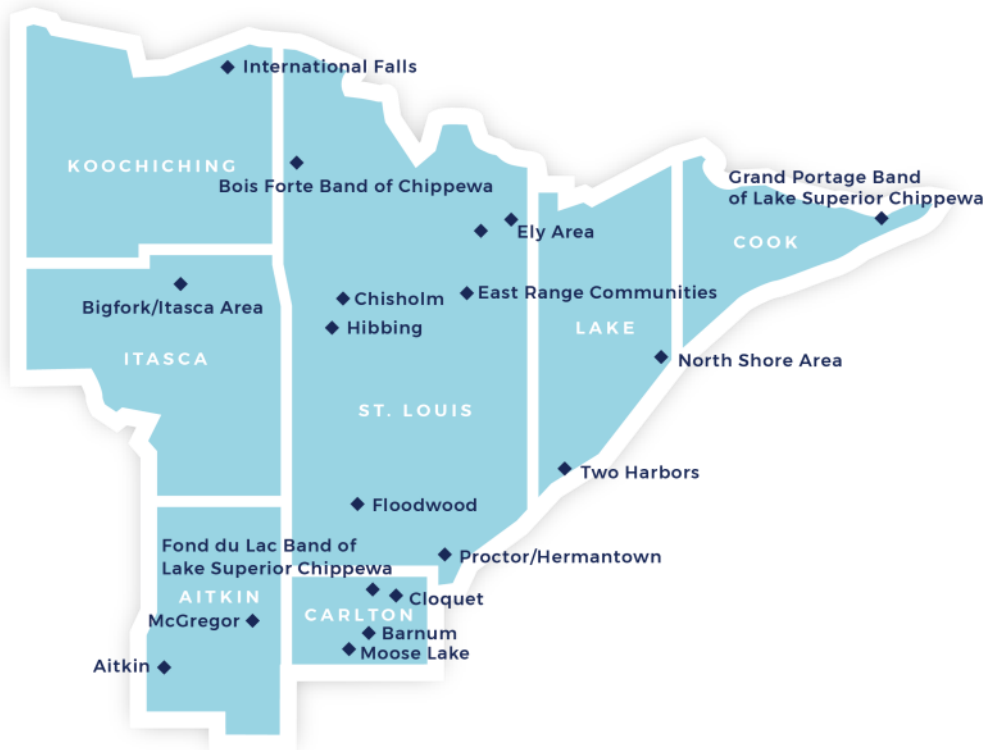 International Falls
KOOCHICHING
Bois Forte Band of Chippewa
Grand Portage Band
of Lake Superior Chippewa
Ely Area
COOK
Bigfork/Itasca Area
Chisholm
East Range Communities
Hibbing
LAKE
ITASCA
North Shore Area
ST. LOUIS
Two Harbors
Floodwood
Fond du Lac Band of
Lake Superior Chippewa
Proctor/Hermantown
AITKIN
Cloquet
CARLTON
McGregor
Barnum
Moose Lake
Aitkin